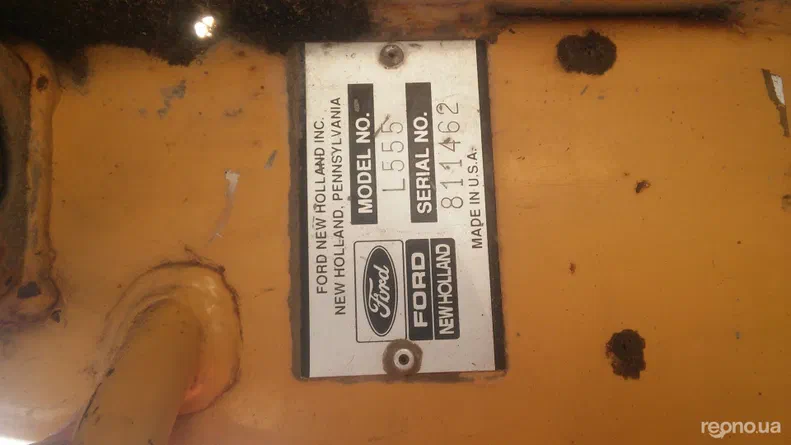 FORD NEW HOLLAND INC.
NEW HOLLAND, PENNSYLVANIA
MODEL NO.
L555
SERIAL NO.
811462
MADE IN U.S.A.
Ford
FORD
NEW HOLLAND
repno.ua